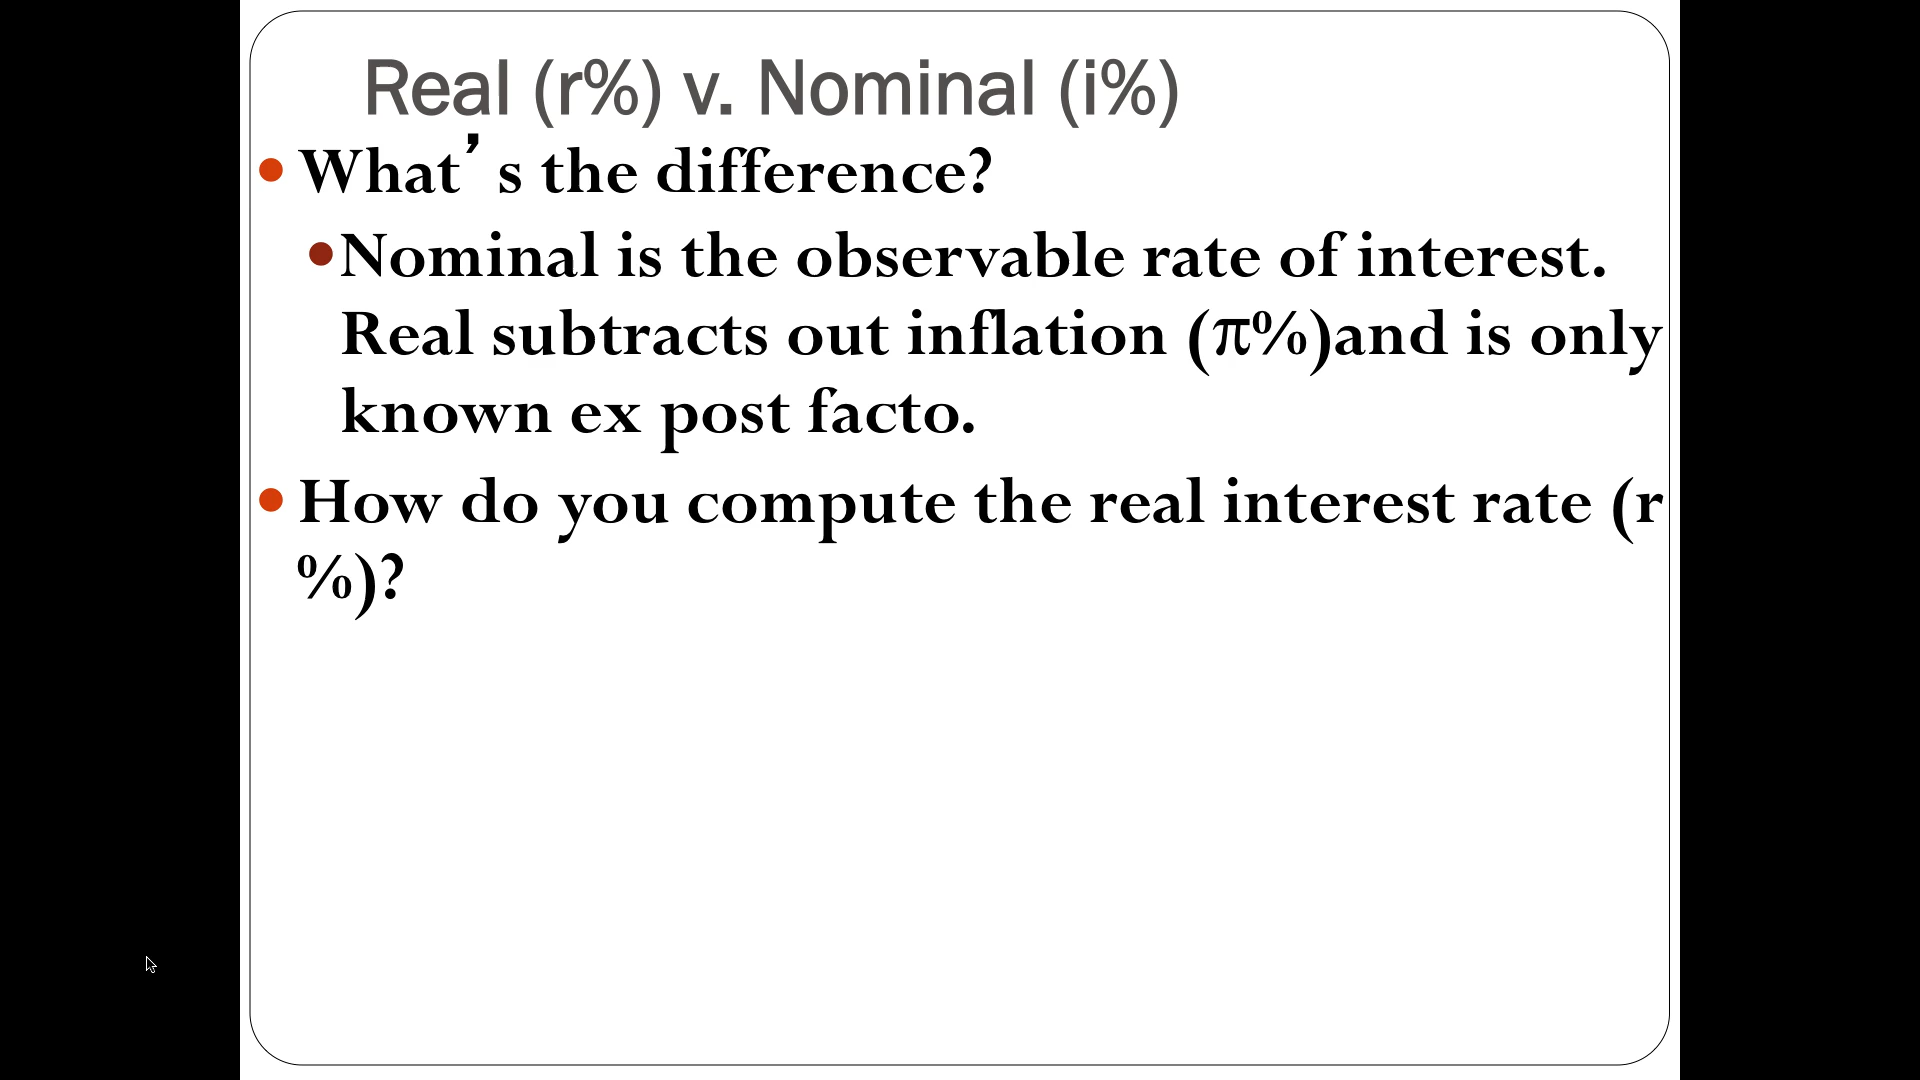 Real (r%) v. Nominal (i%)
• What’s the difference?
• Nominal is the observable rate of interest.
Real subtracts out inflation (π%)and is only
known ex post facto.
• How do you compute the real interest rate (r
%)?